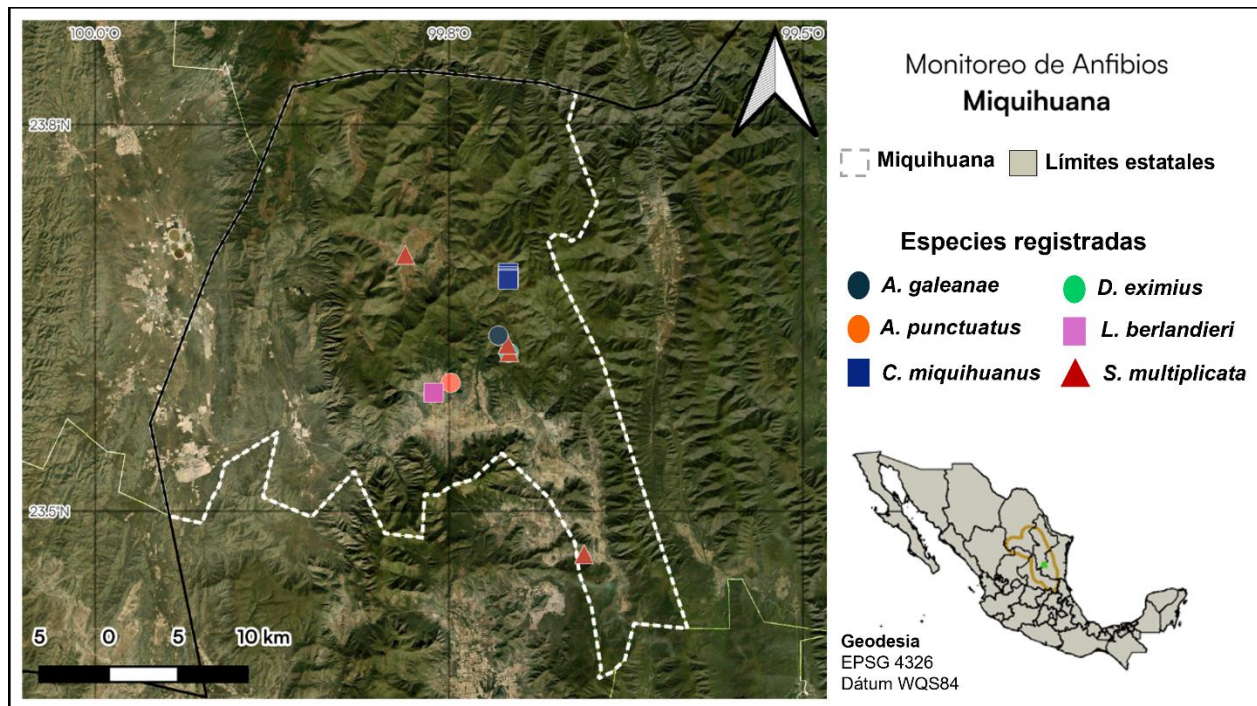 100.0°O 99.8°O 99.5°O
23.8°N
23.5°N
5 0 5 10 km
Monitoreo de Anfibios
Miquihuana
Miquihuana Límites estatales
Especies registradas
A. galeanae D. eximius
A. punctuatus L. berlandieri
C. miquihuanus S. multiplicata
Geodesia
EPSG 4326
Dátum WQS84